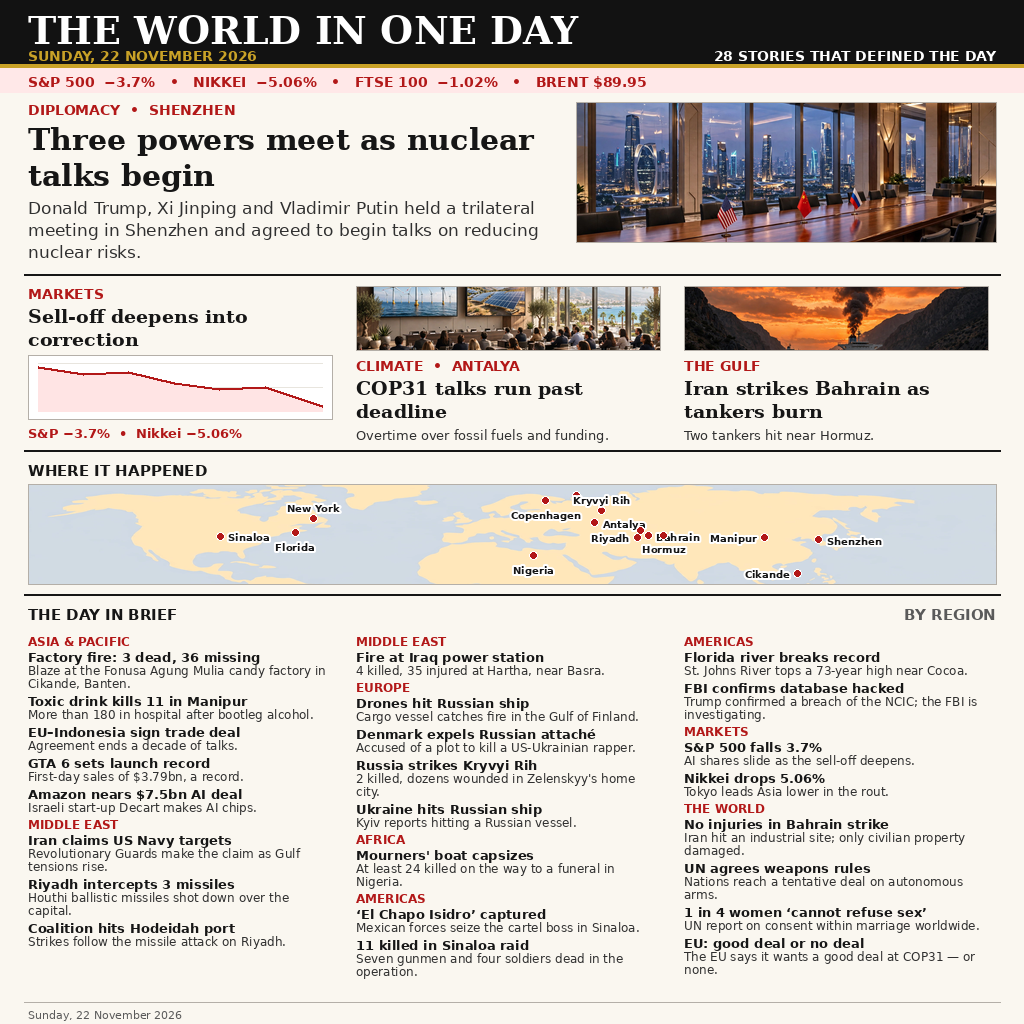 THE WORLD IN ONE DAY
SUNDAY, 22 NOVEMBER 2026
28 STORIES THAT DEFINED THE DAY
S&P 500 −3.7% • NIKKEI −5.06% • FTSE 100 −1.02% • BRENT $89.95
DIPLOMACY • SHENZHEN
Three powers meet as nuclear
talks begin
Donald Trump, Xi Jinping and Vladimir Putin held a trilateral
meeting in Shenzhen and agreed to begin talks on reducing
nuclear risks.
MARKETS
Sell-off deepens into
correction
S&P −3.7% • Nikkei −5.06%
CLIMATE • ANTALYA
COP31 talks run past
deadline
Overtime over fossil fuels and funding.
THE GULF
Iran strikes Bahrain as
tankers burn
Two tankers hit near Hormuz.
WHERE IT HAPPENED
New York
Sinaloa
Florida
Copenhagen
Kryvyi Rih
Antalya
Riyadh
Bahrain
Hormuz
Nigeria
Manipur
Shenzhen
Cikande
THE DAY IN BRIEF
BY REGION
ASIA & PACIFIC
Factory fire: 3 dead, 36 missing
Blaze at the Fonusa Agung Mulia candy factory in
Cikande, Banten.
Toxic drink kills 11 in Manipur
More than 180 in hospital after bootleg alcohol.
EU–Indonesia sign trade deal
Agreement ends a decade of talks.
GTA 6 sets launch record
First-day sales of $3.79bn, a record.
Amazon nears $7.5bn AI deal
Israeli start-up Decart makes AI chips.
MIDDLE EAST
Iran claims US Navy targets
Revolutionary Guards make the claim as Gulf
tensions rise.
Riyadh intercepts 3 missiles
Houthi ballistic missiles shot down over the
capital.
Coalition hits Hodeidah port
Strikes follow the missile attack on Riyadh.
MIDDLE EAST
Fire at Iraq power station
4 killed, 35 injured at Hartha, near Basra.
EUROPE
Drones hit Russian ship
Cargo vessel catches fire in the Gulf of Finland.
Denmark expels Russian attaché
Accused of a plot to kill a US-Ukrainian rapper.
Russia strikes Kryvyi Rih
2 killed, dozens wounded in Zelenskyy's home
city.
Ukraine hits Russian ship
Kyiv reports hitting a Russian vessel.
AFRICA
Mourners' boat capsizes
At least 24 killed on the way to a funeral in
Nigeria.
AMERICAS
‘El Chapo Isidro’ captured
Mexican forces seize the cartel boss in Sinaloa.
11 killed in Sinaloa raid
Seven gunmen and four soldiers dead in the
operation.
AMERICAS
Florida river breaks record
St. Johns River tops a 73-year high near Cocoa.
FBI confirms database hacked
Trump confirmed a breach of the NCIC; the FBI is
investigating.
MARKETS
S&P 500 falls 3.7%
AI shares slide as the sell-off deepens.
Nikkei drops 5.06%
Tokyo leads Asia lower in the rout.
THE WORLD
No injuries in Bahrain strike
Iran hit an industrial site; only civilian property
damaged.
UN agrees weapons rules
Nations reach a tentative deal on autonomous
arms.
1 in 4 women ‘cannot refuse sex’
UN report on consent within marriage worldwide.
EU: good deal or no deal
The EU says it wants a good deal at COP31 — or
none.
Sunday, 22 November 2026